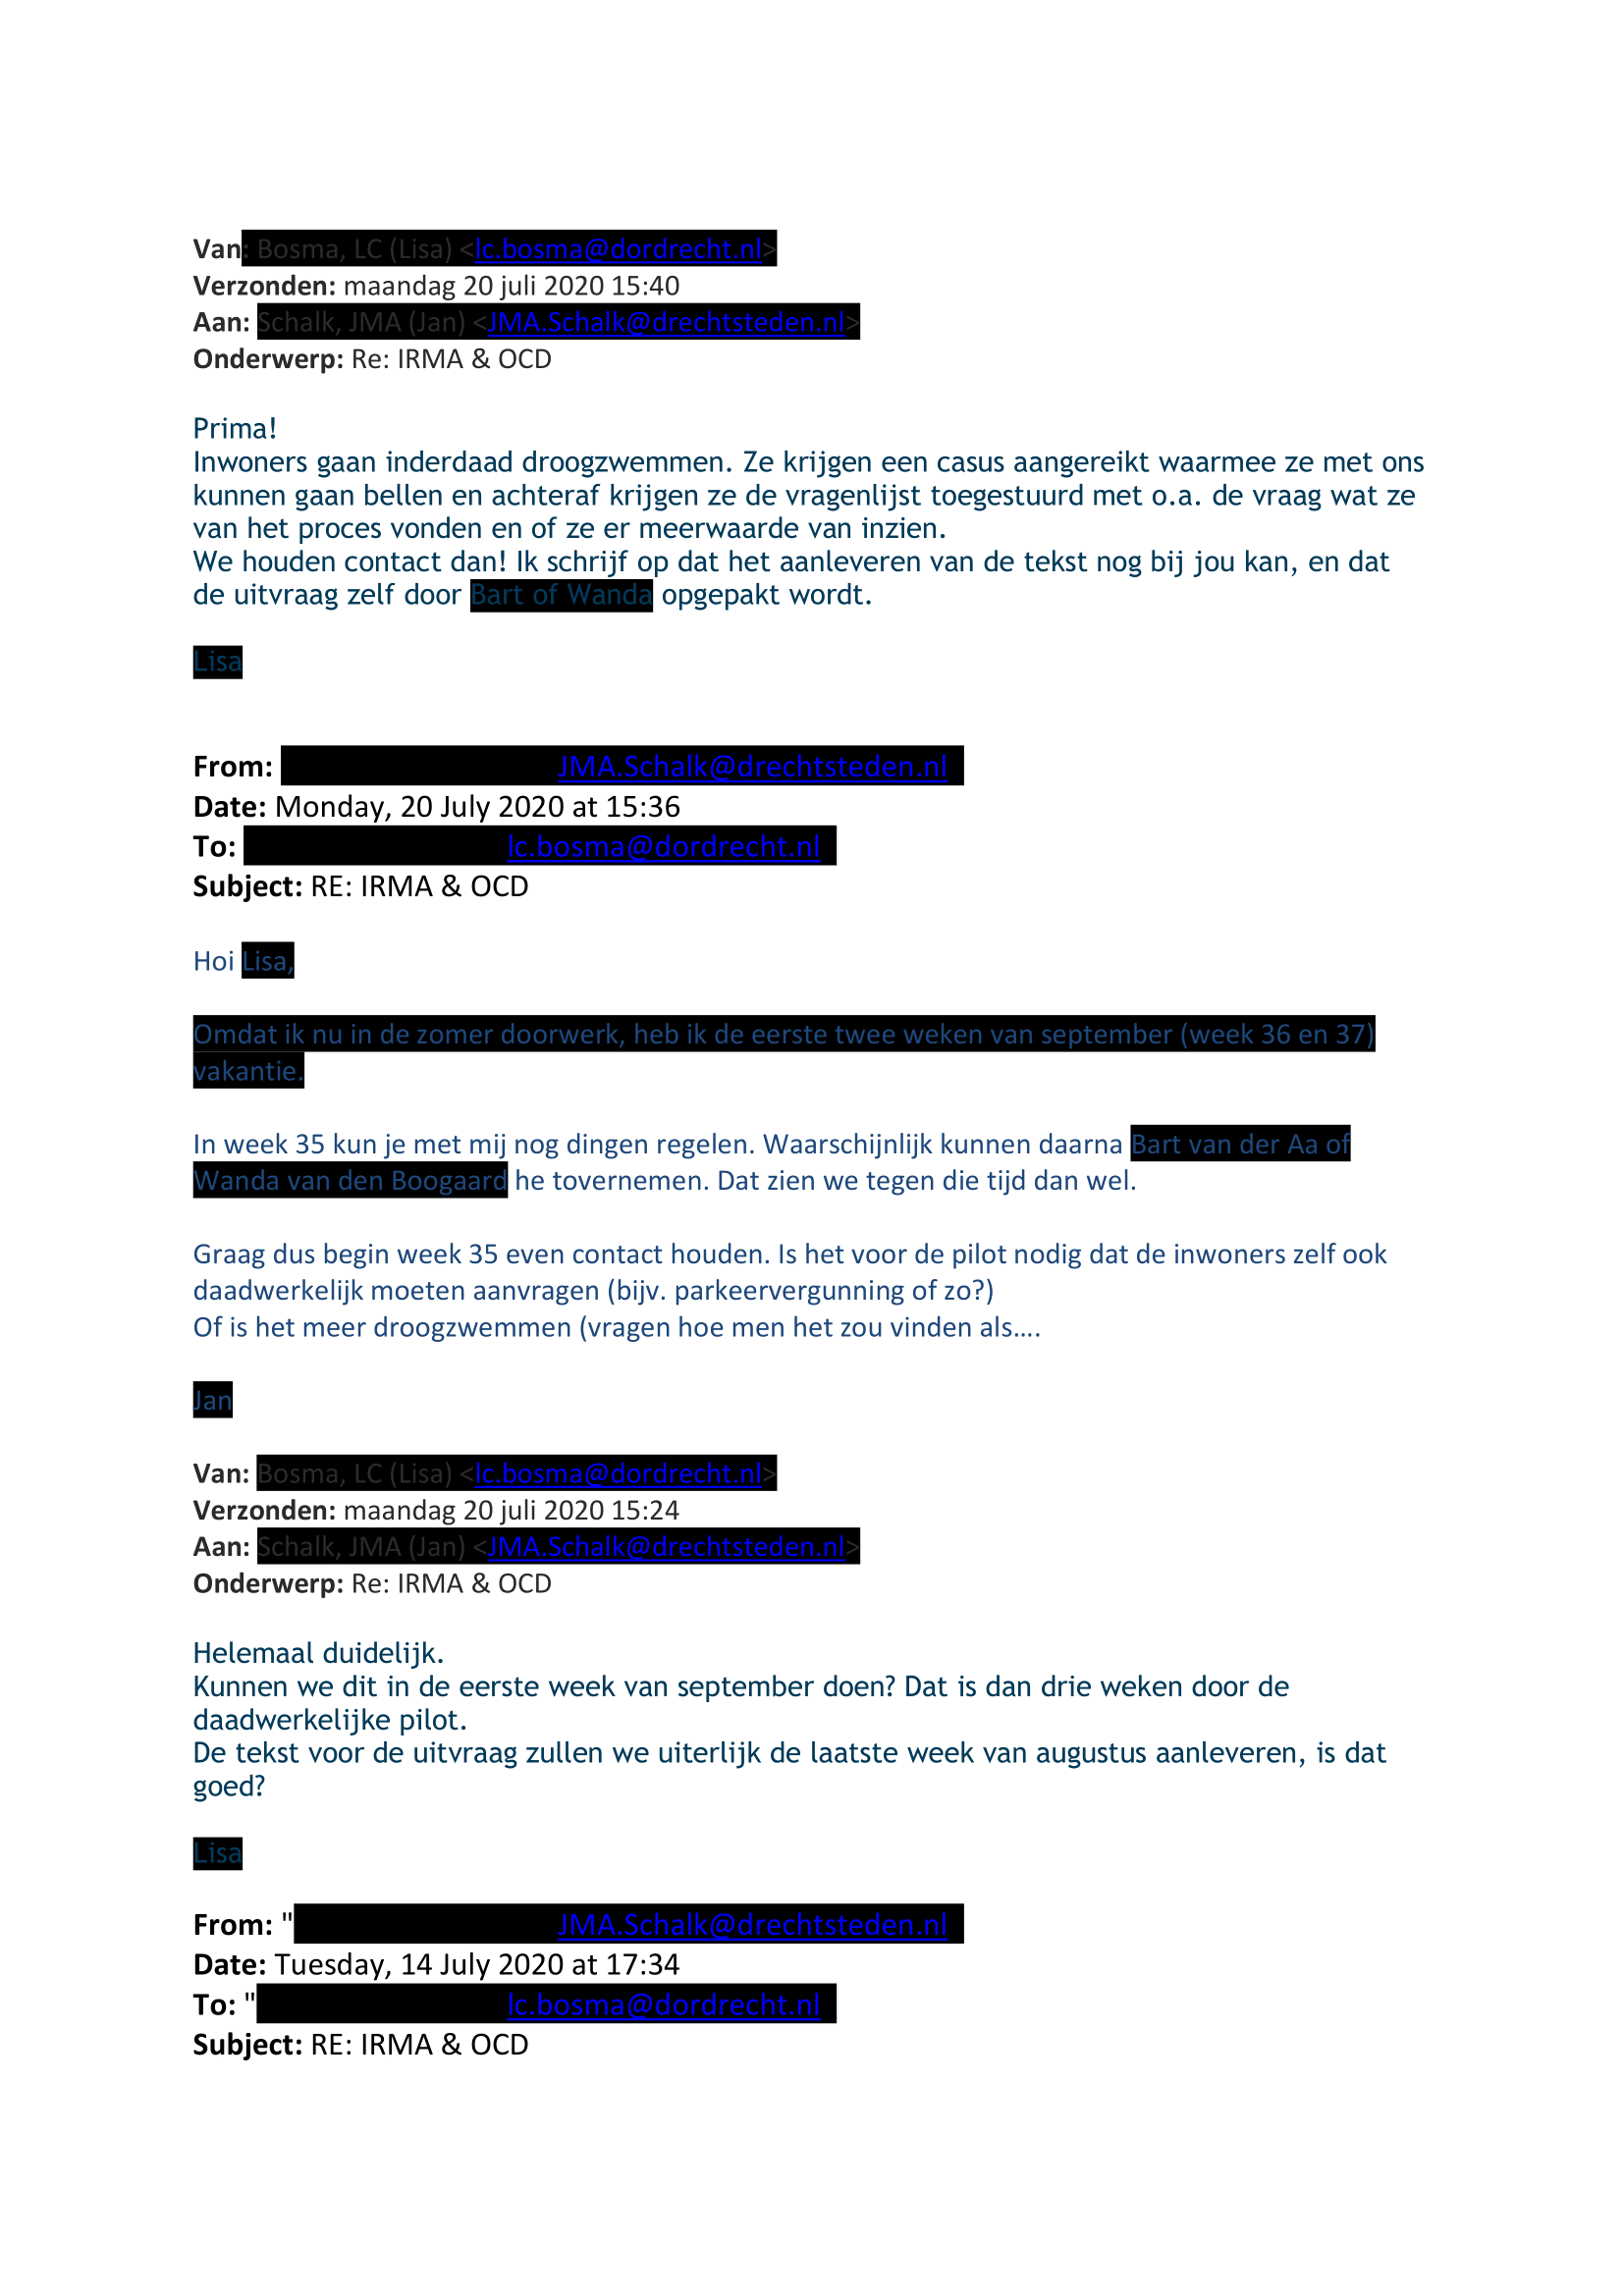 Van: Bosma, LC (Lisa) <lc.bosma@dordrecht.nl>
Verzonden: maandag 20 juli 2020 15:40
Aan: Schalk, JMA (Jan) <JMA.Schalk@drechtsteden.nl>
Onderwerp: Re: IRMA & OCD
Prima!
Inwoners gaan inderdaad droogzwemmen. Ze krijgen een casus aangereikt waarmee ze met ons
kunnen gaan bellen en achteraf krijgen ze de vragenlijst toegestuurd met o.a. de vraag wat ze
van het proces vonden en of ze er meerwaarde van inzien.
We houden contact dan! Ik schrijf op dat het aanleveren van de tekst nog bij jou kan, en dat
de uitvraag zelf door Bart of Wanda opgepakt wordt.
Lisa
From: JMA.Schalk@drechtsteden.nl
Date: Monday, 20 July 2020 at 15:36
To: lc.bosma@dordrecht.nl
Subject: RE: IRMA & OCD
Hoi Lisa,
Omdat ik nu in de zomer doorwerk, heb ik de eerste twee weken van september (week 36 en 37)
vakantie.
In week 35 kun je met mij nog dingen regelen. Waarschijnlijk kunnen daarna Bart van der Aa of
Wanda van den Boogaard he tovernemen. Dat zien we tegen die tijd dan wel.
Graag dus begin week 35 even contact houden. Is het voor de pilot nodig dat de inwoners zelf ook
daadwerkelijk moeten aanvragen (bijv. parkeervergunning of zo?)
Of is het meer droogzwemmen (vragen hoe men het zou vinden als….
Jan
Van: Bosma, LC (Lisa) <lc.bosma@dordrecht.nl>
Verzonden: maandag 20 juli 2020 15:24
Aan: Schalk, JMA (Jan) <JMA.Schalk@drechtsteden.nl>
Onderwerp: Re: IRMA & OCD
Helemaal duidelijk.
Kunnen we dit in de eerste week van september doen? Dat is dan drie weken door de
daadwerkelijke pilot.
De tekst voor de uitvraag zullen we uiterlijk de laatste week van augustus aanleveren, is dat
goed?
Lisa
From: "JMA.Schalk@drechtsteden.nl
Date: Tuesday, 14 July 2020 at 17:34
To: "lc.bosma@dordrecht.nl
Subject: RE: IRMA & OCD